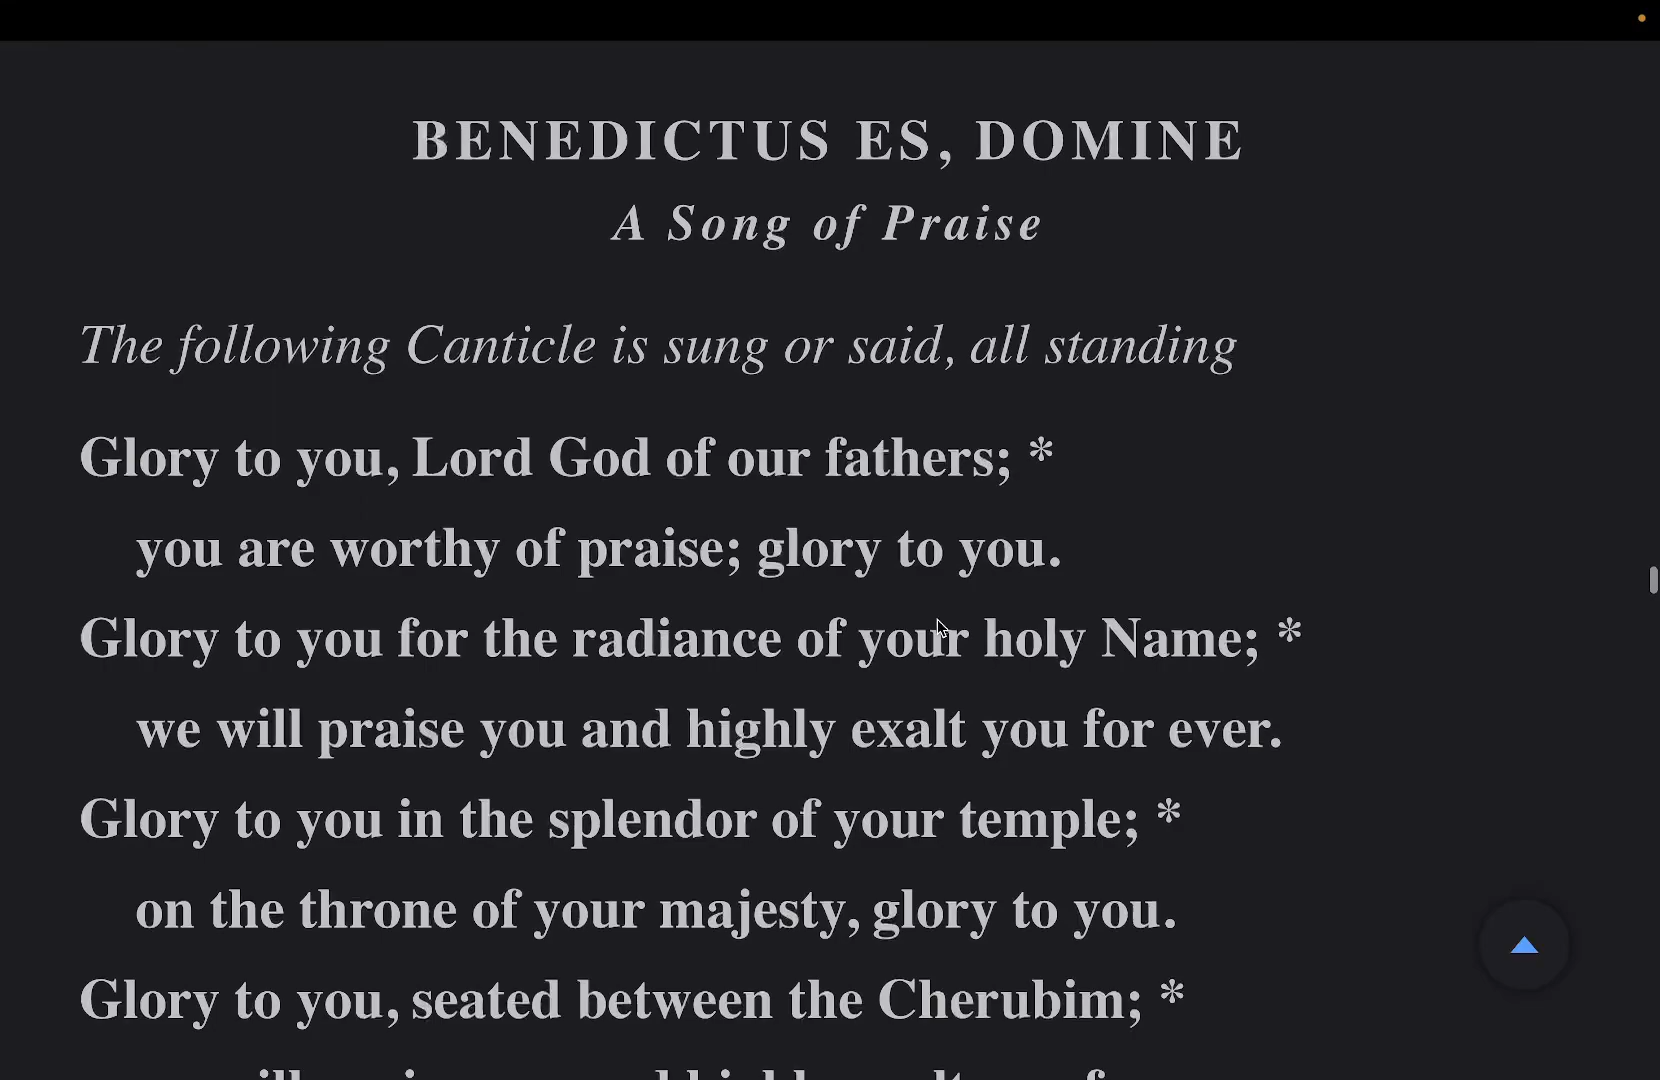 BENEDICTUS ES, DOMINE
A Song of Praise
The following Canticle is sung or said, all standing
Glory to you, Lord God of our fathers; *
you are worthy of praise; glory to you.
Glory to you for the radiance of your holy Name; *
we will praise you and highly exalt you for ever.
Glory to you in the splendor of your temple; *
on the throne of your majesty, glory to you.
Glory to you, seated between the Cherubim; *